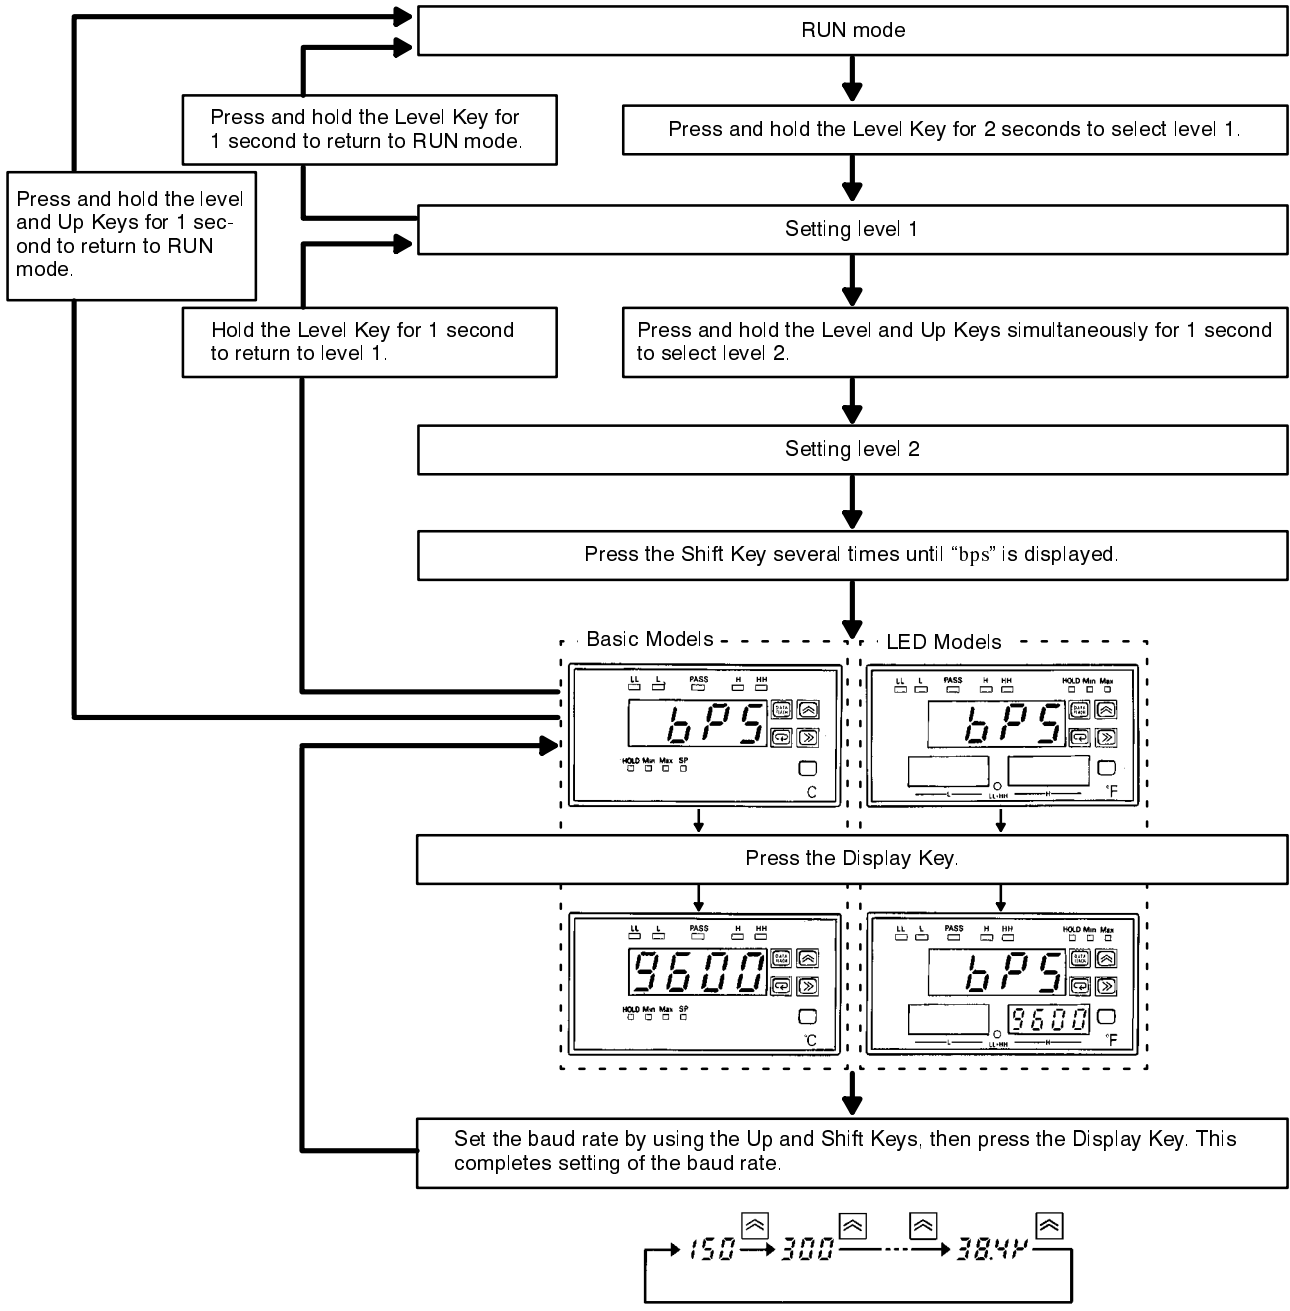 RUN mode
Press and hold the Level Key for
1 second to return to RUN mode.
Press and hold the Level Key for 2 seconds to select level 1.
Press and hold the level
and Up Keys for 1 sec-
ond to return to RUN
mode.
Setting level 1
Hold the Level Key for 1 second
to return to level 1.
Press and hold the Level and Up Keys simultaneously for 1 second
to select level 2.
Setting level 2
Press the Shift Key several times until “bps” is displayed.
Basic Models
LL L PASS H HH
bPS
HOLD Min Max SP
C
LED Models
LL L PASS H HH HOLD Min Max
bPS
L LL·HH H °F
Press the Display Key.
LL L PASS H HH
9600
HOLD Min Max SP
°C
LL L PASS H HH HOLD Min Max
bPS
9600
L LL·HH H °F
Set the baud rate by using the Up and Shift Keys, then press the Display Key. This
completes setting of the baud rate.
150 300 38.4